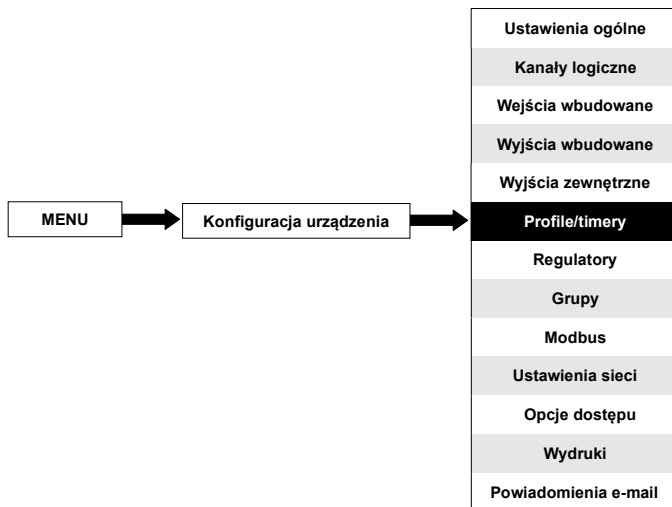 Ustawienia ogólne
Kanały logiczne
Wejścia wbudowane
Wyjścia wbudowane
Wyjścia zewnętrzne
MENU
Konfiguracja urządzenia
Profile/timery
Regulatory
Grupy
Modbus
Ustawienia sieci
Opcje dostępu
Wydruki
Powiadomienia e-mail